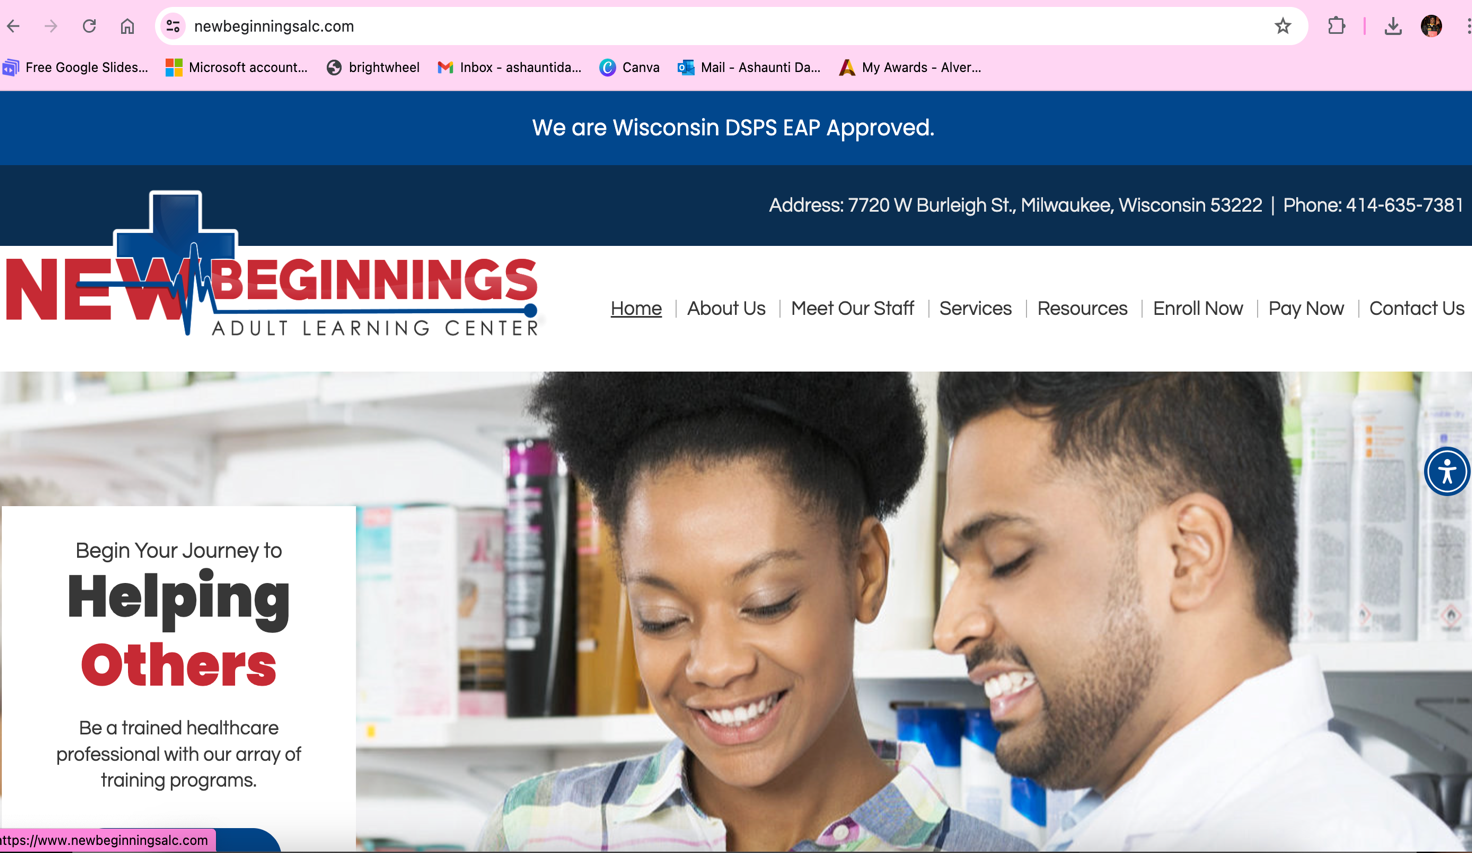 newbeginningsalc.com
Free Google Slides... Microsoft account... brightwheel Inbox - ashauntida... Canva Mail - Ashaunti Da... My Awards - Alver...
We are Wisconsin DSPS EAP Approved.
Address: 7720 W Burleigh St., Milwaukee, Wisconsin 53222 | Phone: 414-635-7381
NEW BEGINNINGS
ADULT LEARNING CENTER
Home | About Us | Meet Our Staff | Services | Resources | Enroll Now | Pay Now | Contact Us
Begin Your Journey to
Helping
Others
Be a trained healthcare
professional with our array of
training programs.
ttps://www.newbeginningsalc.com